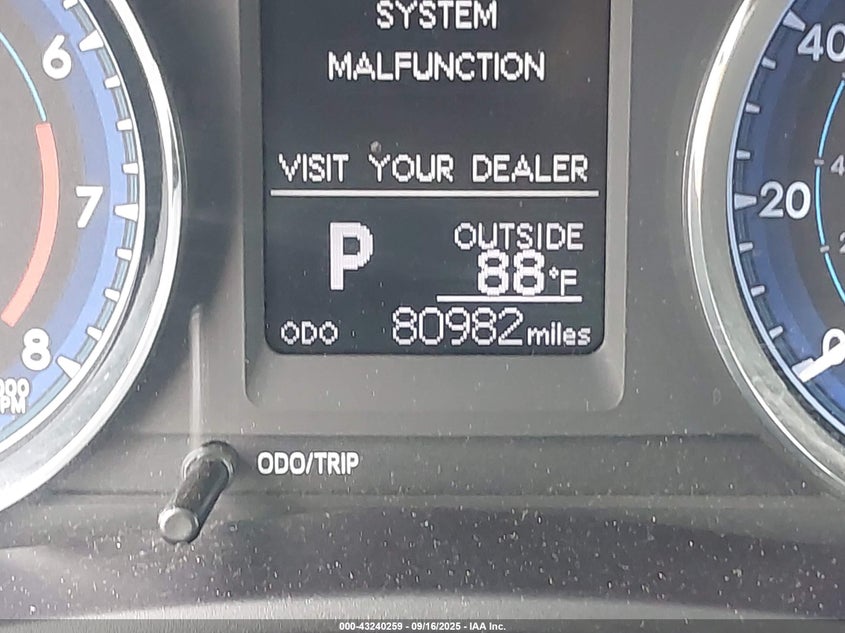 SYSTEM
MALFUNCTION
VISIT YOUR DEALER
P
OUTSIDE
88°F
ODO 80982 miles
6
7
8
40
20
0
ODO/TRIP
000-43240259 - 09/16/2025 - IAA Inc.